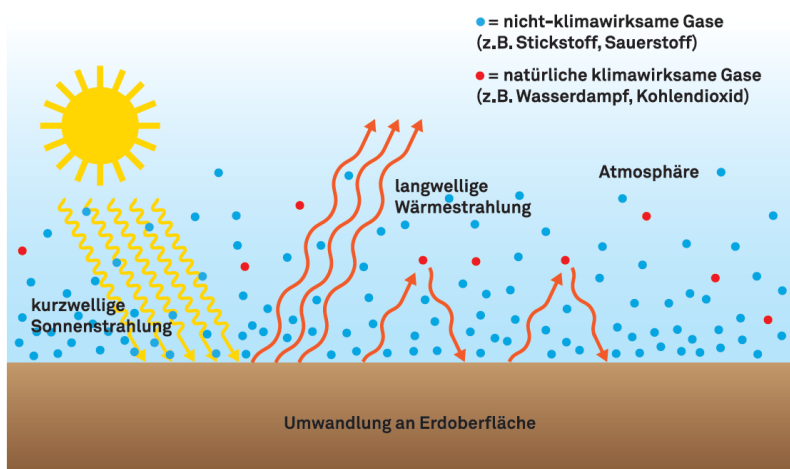 = nicht-klimawirksame Gase
(z.B. Stickstoff, Sauerstoff)
= natürliche klimawirksame Gase
(z.B. Wasserdampf, Kohlendioxid)
Atmosphäre
langwellige
Wärmestrahlung
kurzwellige
Sonnenstrahlung
Umwandlung an Erdoberfläche